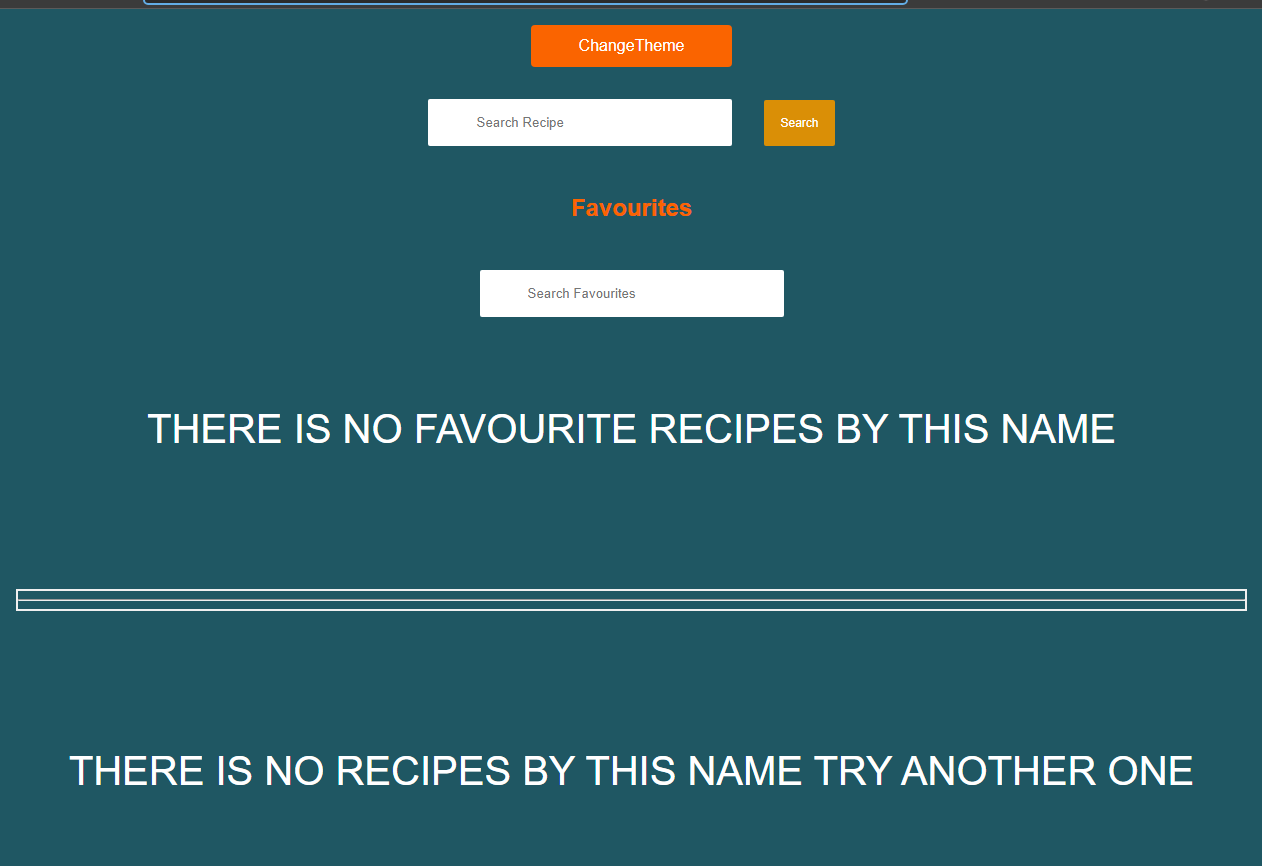 ChangeTheme
Search Recipe
Search
Favourites
Search Favourites
THERE IS NO FAVOURITE RECIPES BY THIS NAME
THERE IS NO RECIPES BY THIS NAME TRY ANOTHER ONE